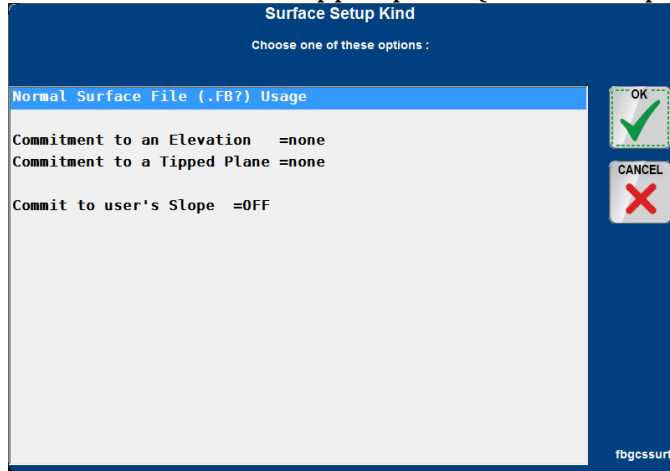 Surface Setup Kind
Choose one of these options :
Normal Surface File (.FB?) Usage
OK
Commitment to an Elevation =none
Commitment to a Tipped Plane =none
CANCEL
Commit to user's Slope =OFF
fbgcssurf